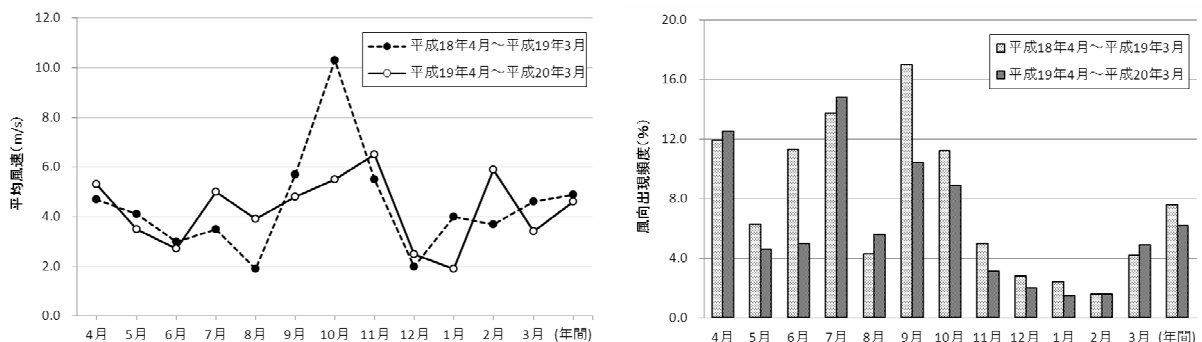 12.0
10.0
8.0
6.0
4.0
2.0
0.0
平均風速(m/s)
平成18年4月～平成19年3月
平成19年4月～平成20年3月
4月 5月 6月 7月 8月 9月 10月 11月 12月 1月 2月 3月 (年間)
20.0
16.0
12.0
8.0
4.0
0.0
風向出現頻度(%)
平成18年4月～平成19年3月
平成19年4月～平成20年3月
4月 5月 6月 7月 8月 9月 10月 11月 12月 1月 2月 3月 (年間)